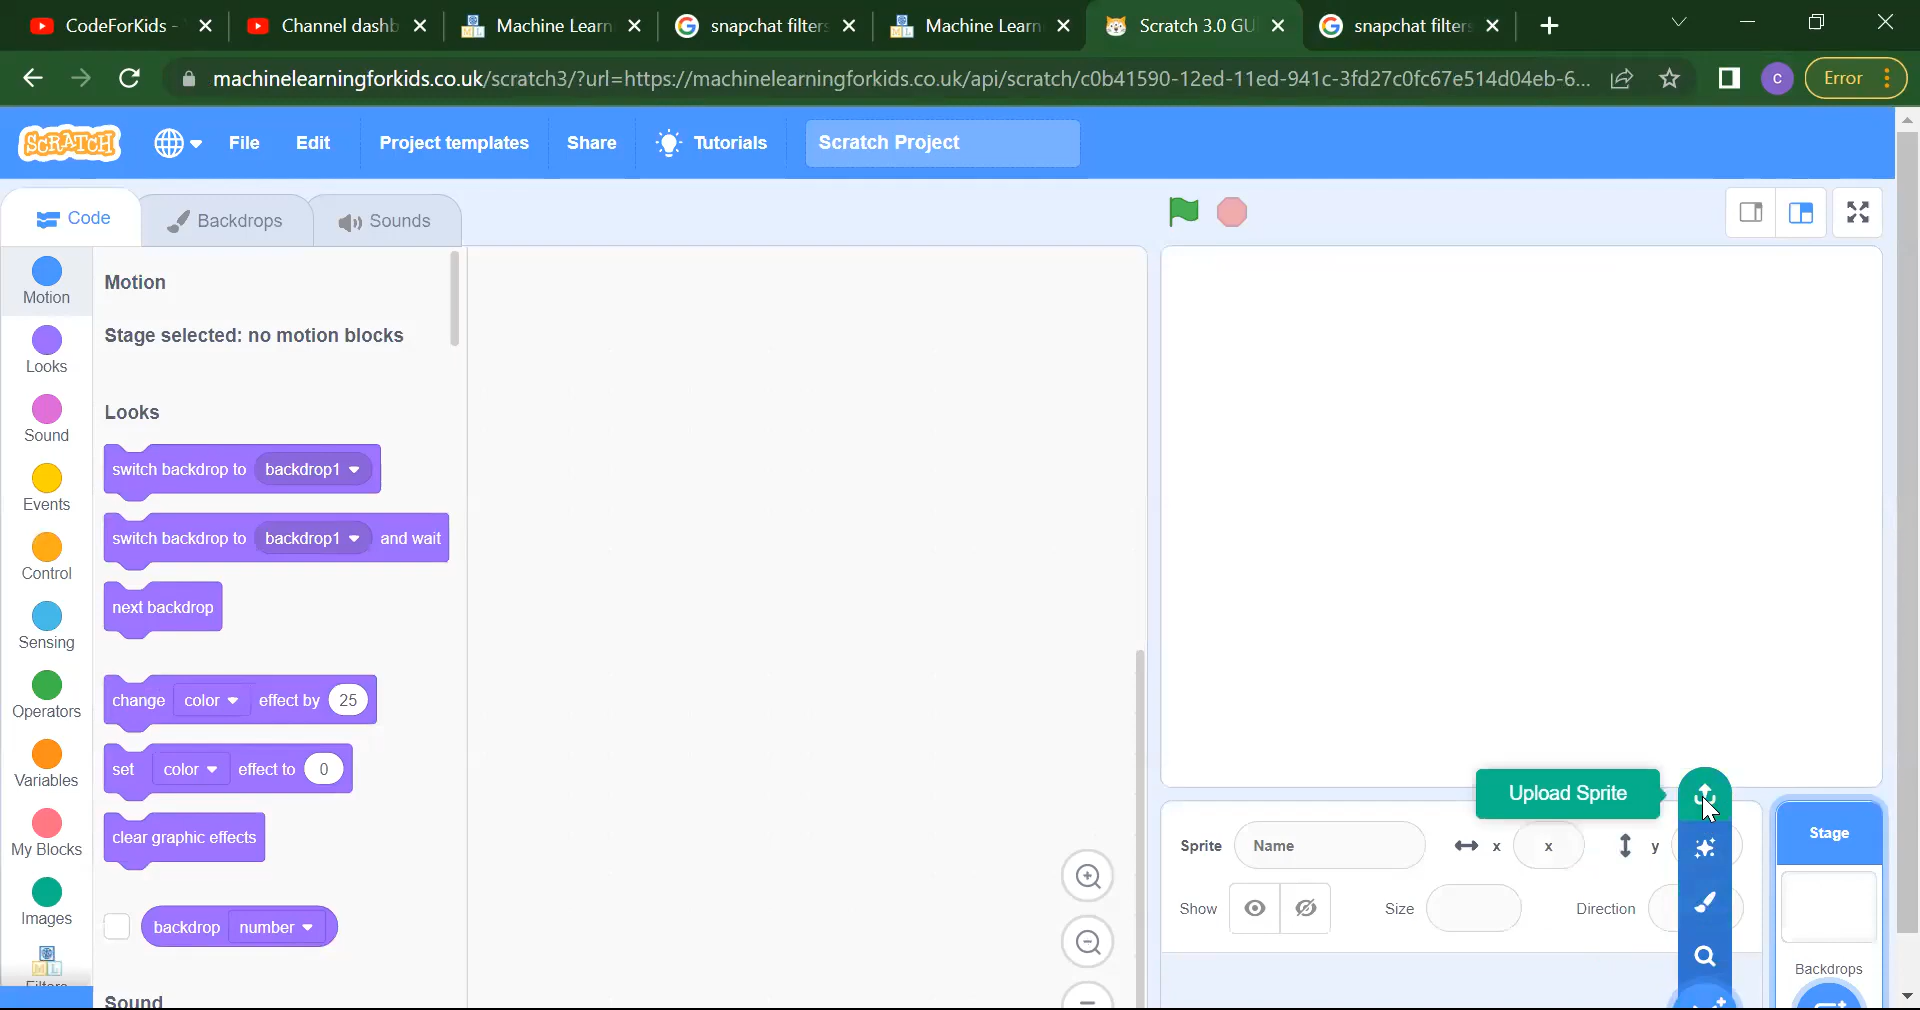 CodeForKids -
Channel dashb
Machine Learn
snapchat filters
Machine Learn
Scratch 3.0 GU
snapchat filters
machinelearningforkids.co.uk/scratch3/?url=https://machinelearningforkids.co.uk/api/scratch/c0b41590-12ed-11ed-941c-3fd27c0fc67e514d04eb-6...
C
Error
SCRATCH
File
Edit
Project templates
Share
Tutorials
Scratch Project
Code
Backdrops
Sounds
Motion
Looks
Sound
Events
Control
Sensing
Operators
Variables
My Blocks
Images
ML
Filters
Motion
Stage selected: no motion blocks
Looks
switch backdrop to backdrop1
switch backdrop to backdrop1 and wait
next backdrop
change color effect by 25
set color effect to 0
clear graphic effects
backdrop number
Sound
Upload Sprite
Sprite Name x x y
Show Size Direction
Stage
Backdrops